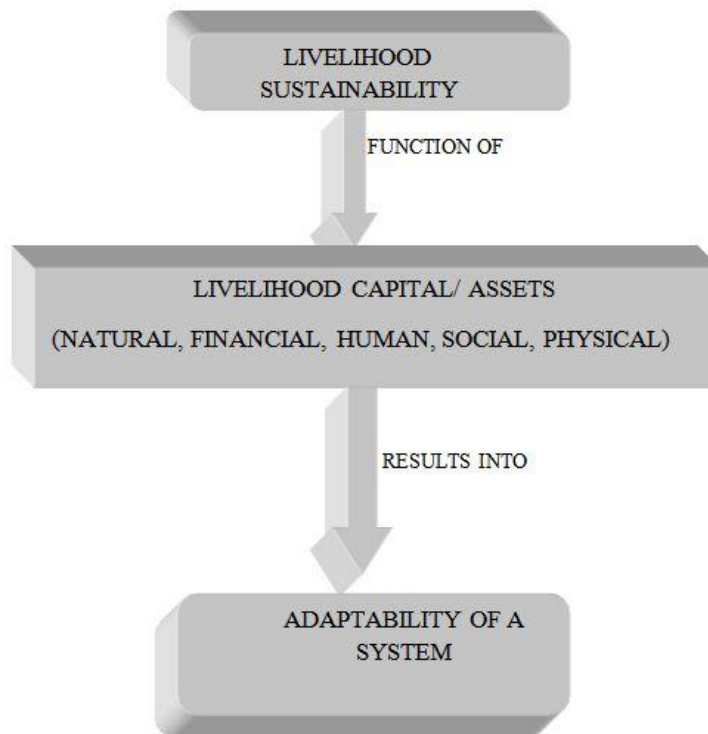 LIVELIHOOD
SUSTAINABILITY
FUNCTION OF
LIVELIHOOD CAPITAL/ ASSETS
(NATURAL, FINANCIAL, HUMAN, SOCIAL, PHYSICAL)
RESULTS INTO
ADAPTABILITY OF A
SYSTEM